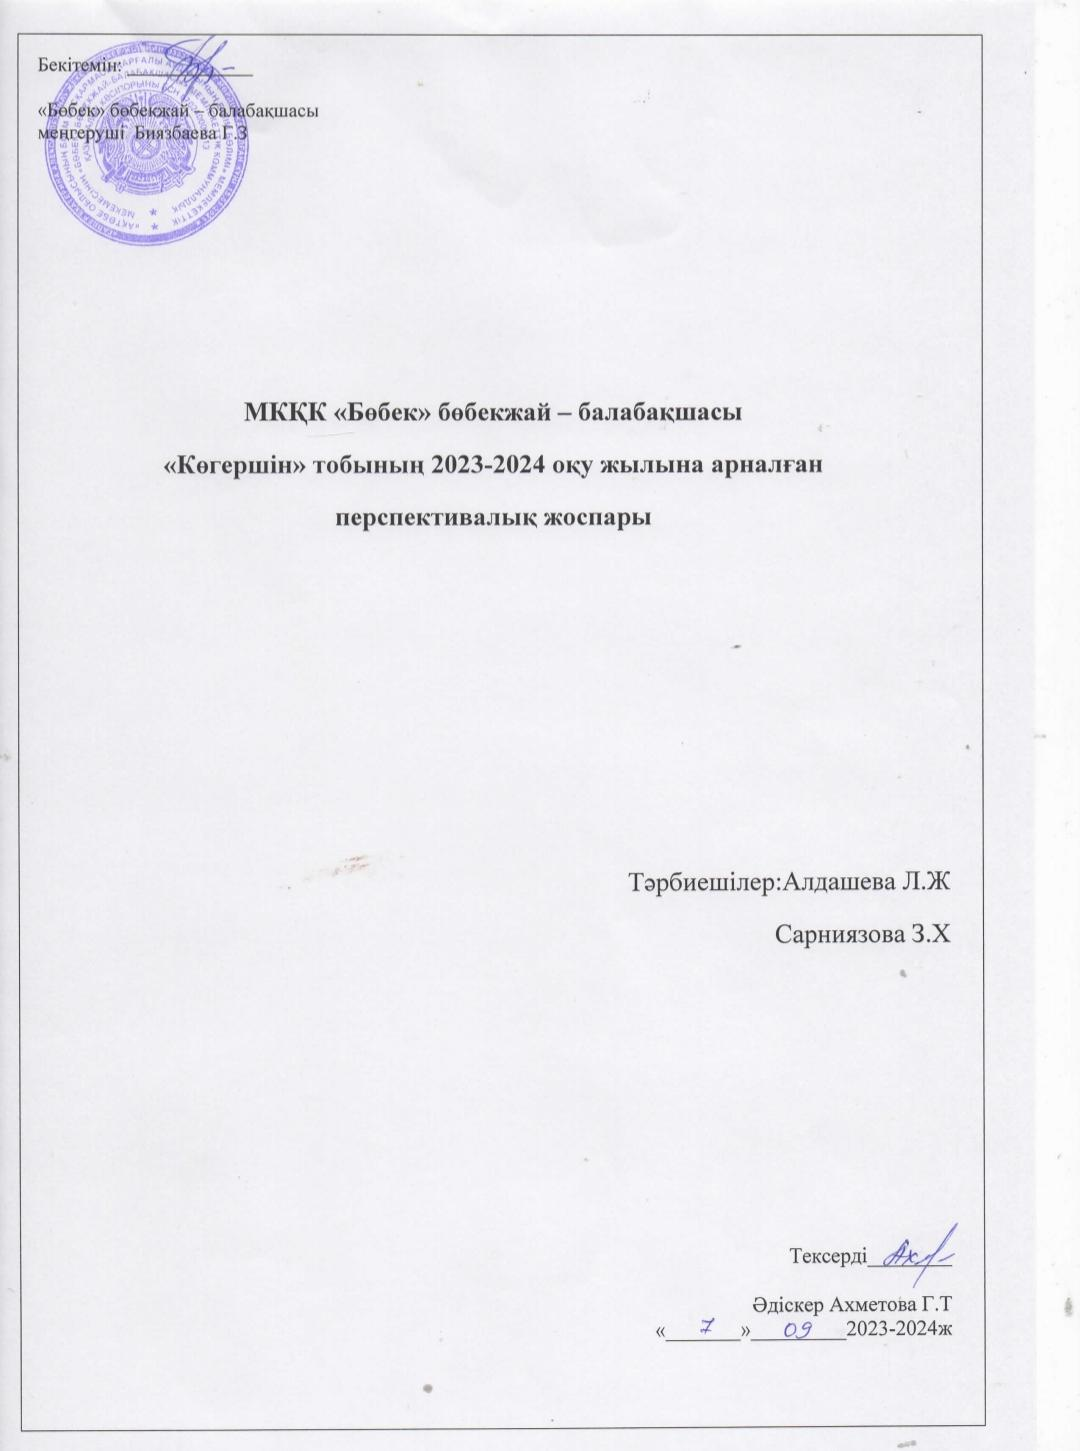 Бекітемін:
«Бөбек» бөбекжай – балабақшасы
меңгеруші Биязбаева Г.З
МКҚК «Бөбек» бөбекжай – балабақшасы
«Көгершін» тобының 2023-2024 оқу жылына арналған
перспективалық жоспары
Тәрбиешілер:Алдашева Л.Ж
Сарниязова З.Х
Тексерді
Әдіскер Ахметова Г.Т
« 7 » 09 2023-2024ж